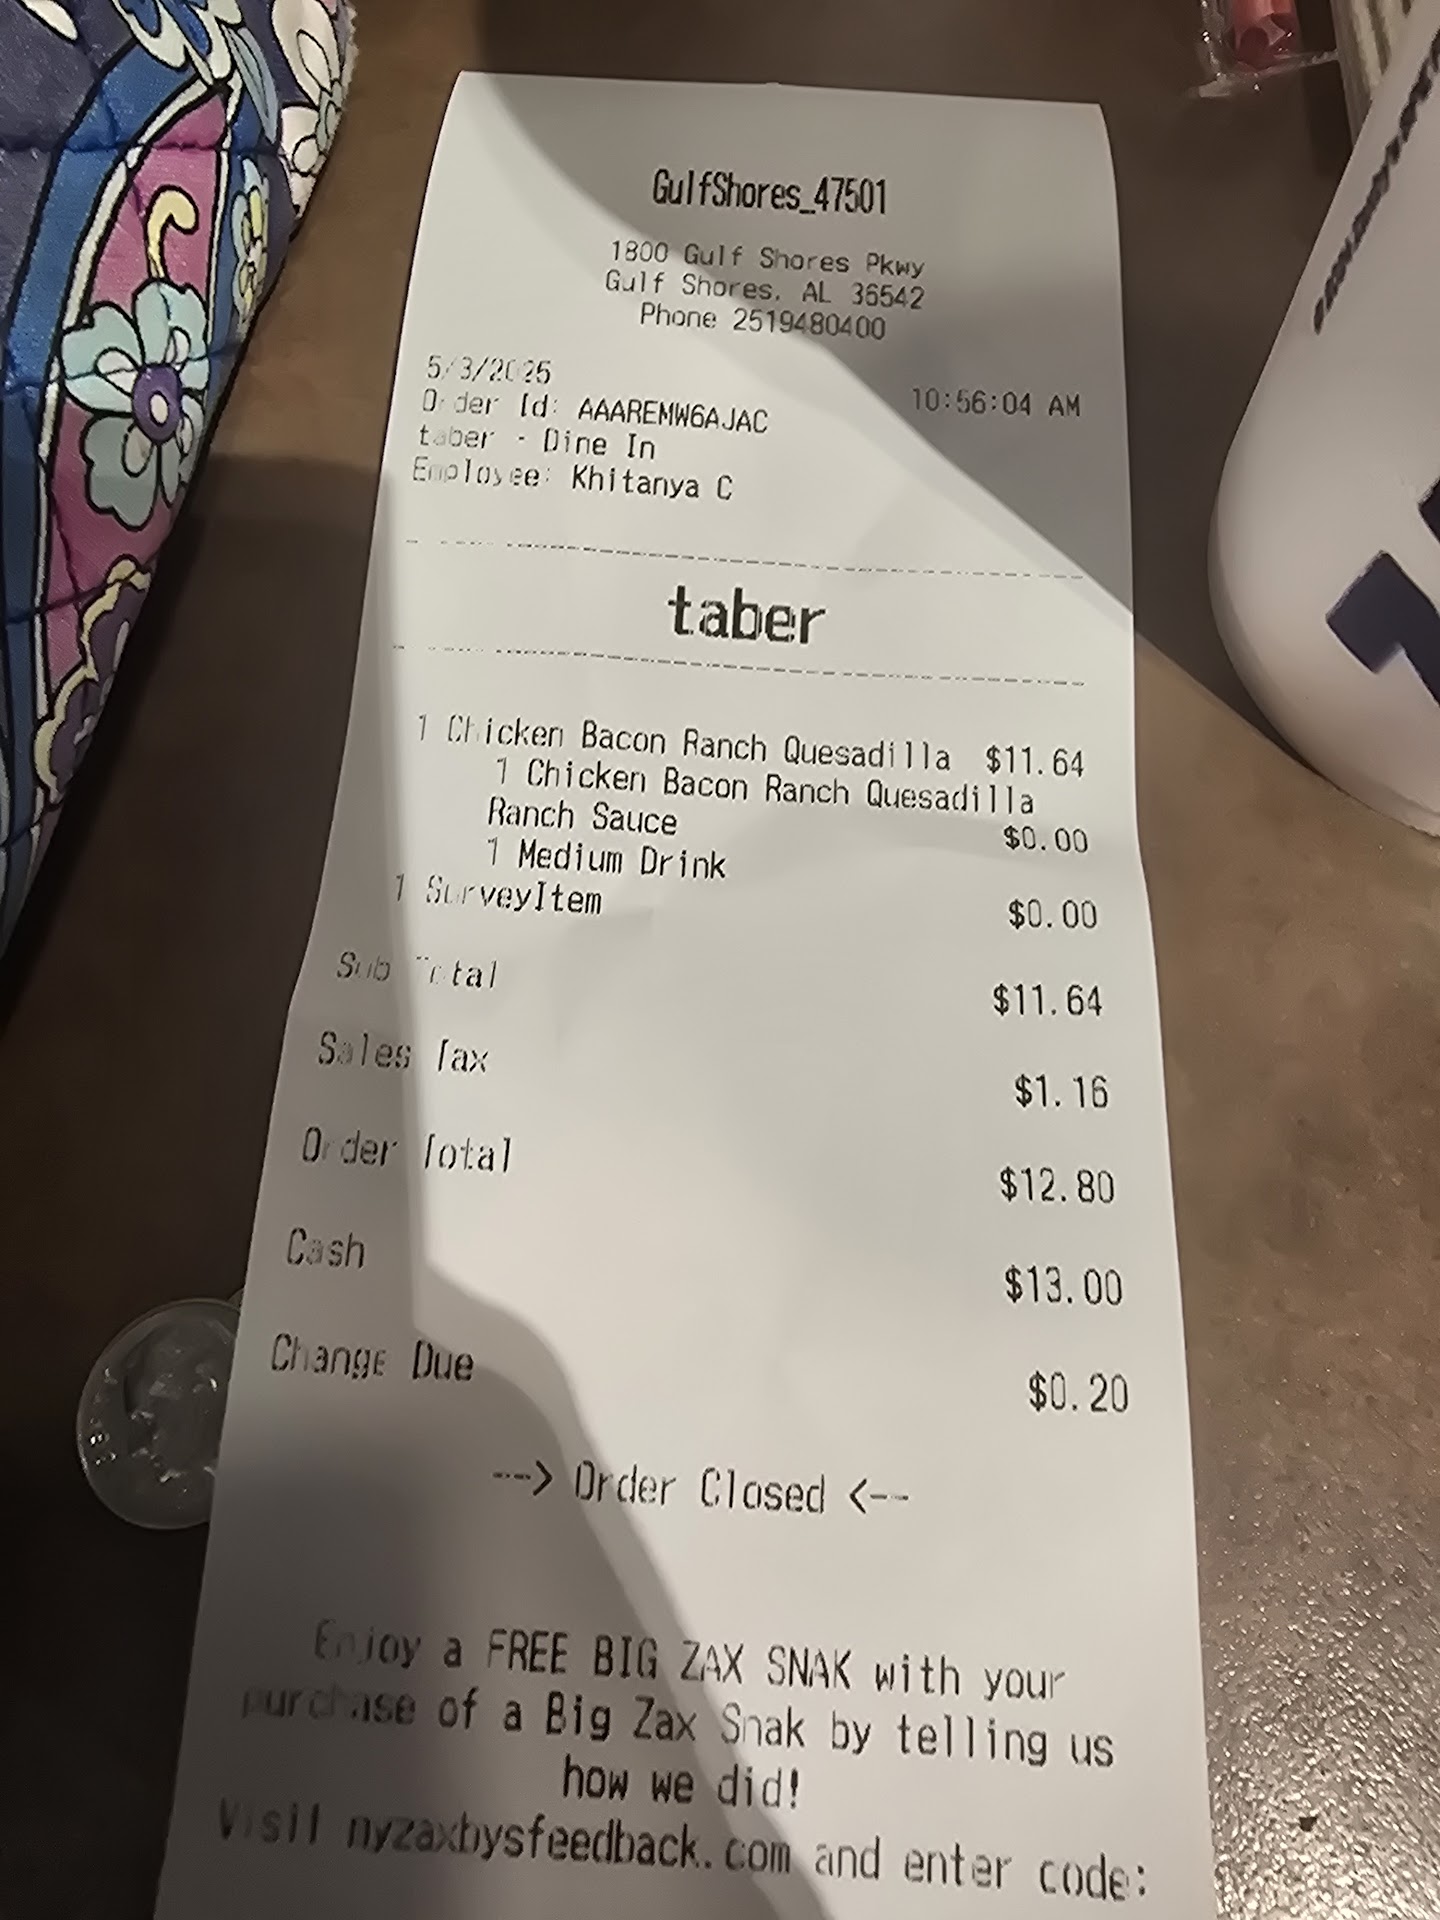 GulfShores_47501
1800 Gulf Shores Pkwy
Gulf Shores, AL 36542
Phone 2519480400
5/3/2025 10:56:04 AM
Order Id: AAAREMW6AJAC
taber - Dine In
Employee: Khitanya C
taber
1 Chicken Bacon Ranch Quesadilla $11.64
1 Chicken Bacon Ranch Quesadilla
Ranch Sauce $0.00
1 Medium Drink
1 SurveyItem $0.00
Sub Total $11.64
Sales Tax $1.16
Order Total $12.80
Cash $13.00
Change Due $0.20
---> Order Closed <--
Enjoy a FREE BIG ZAX SNAK with your
purchase of a Big Zax Snak by telling us
how we did!
Visit myzaxbysfeedback.com and enter code: